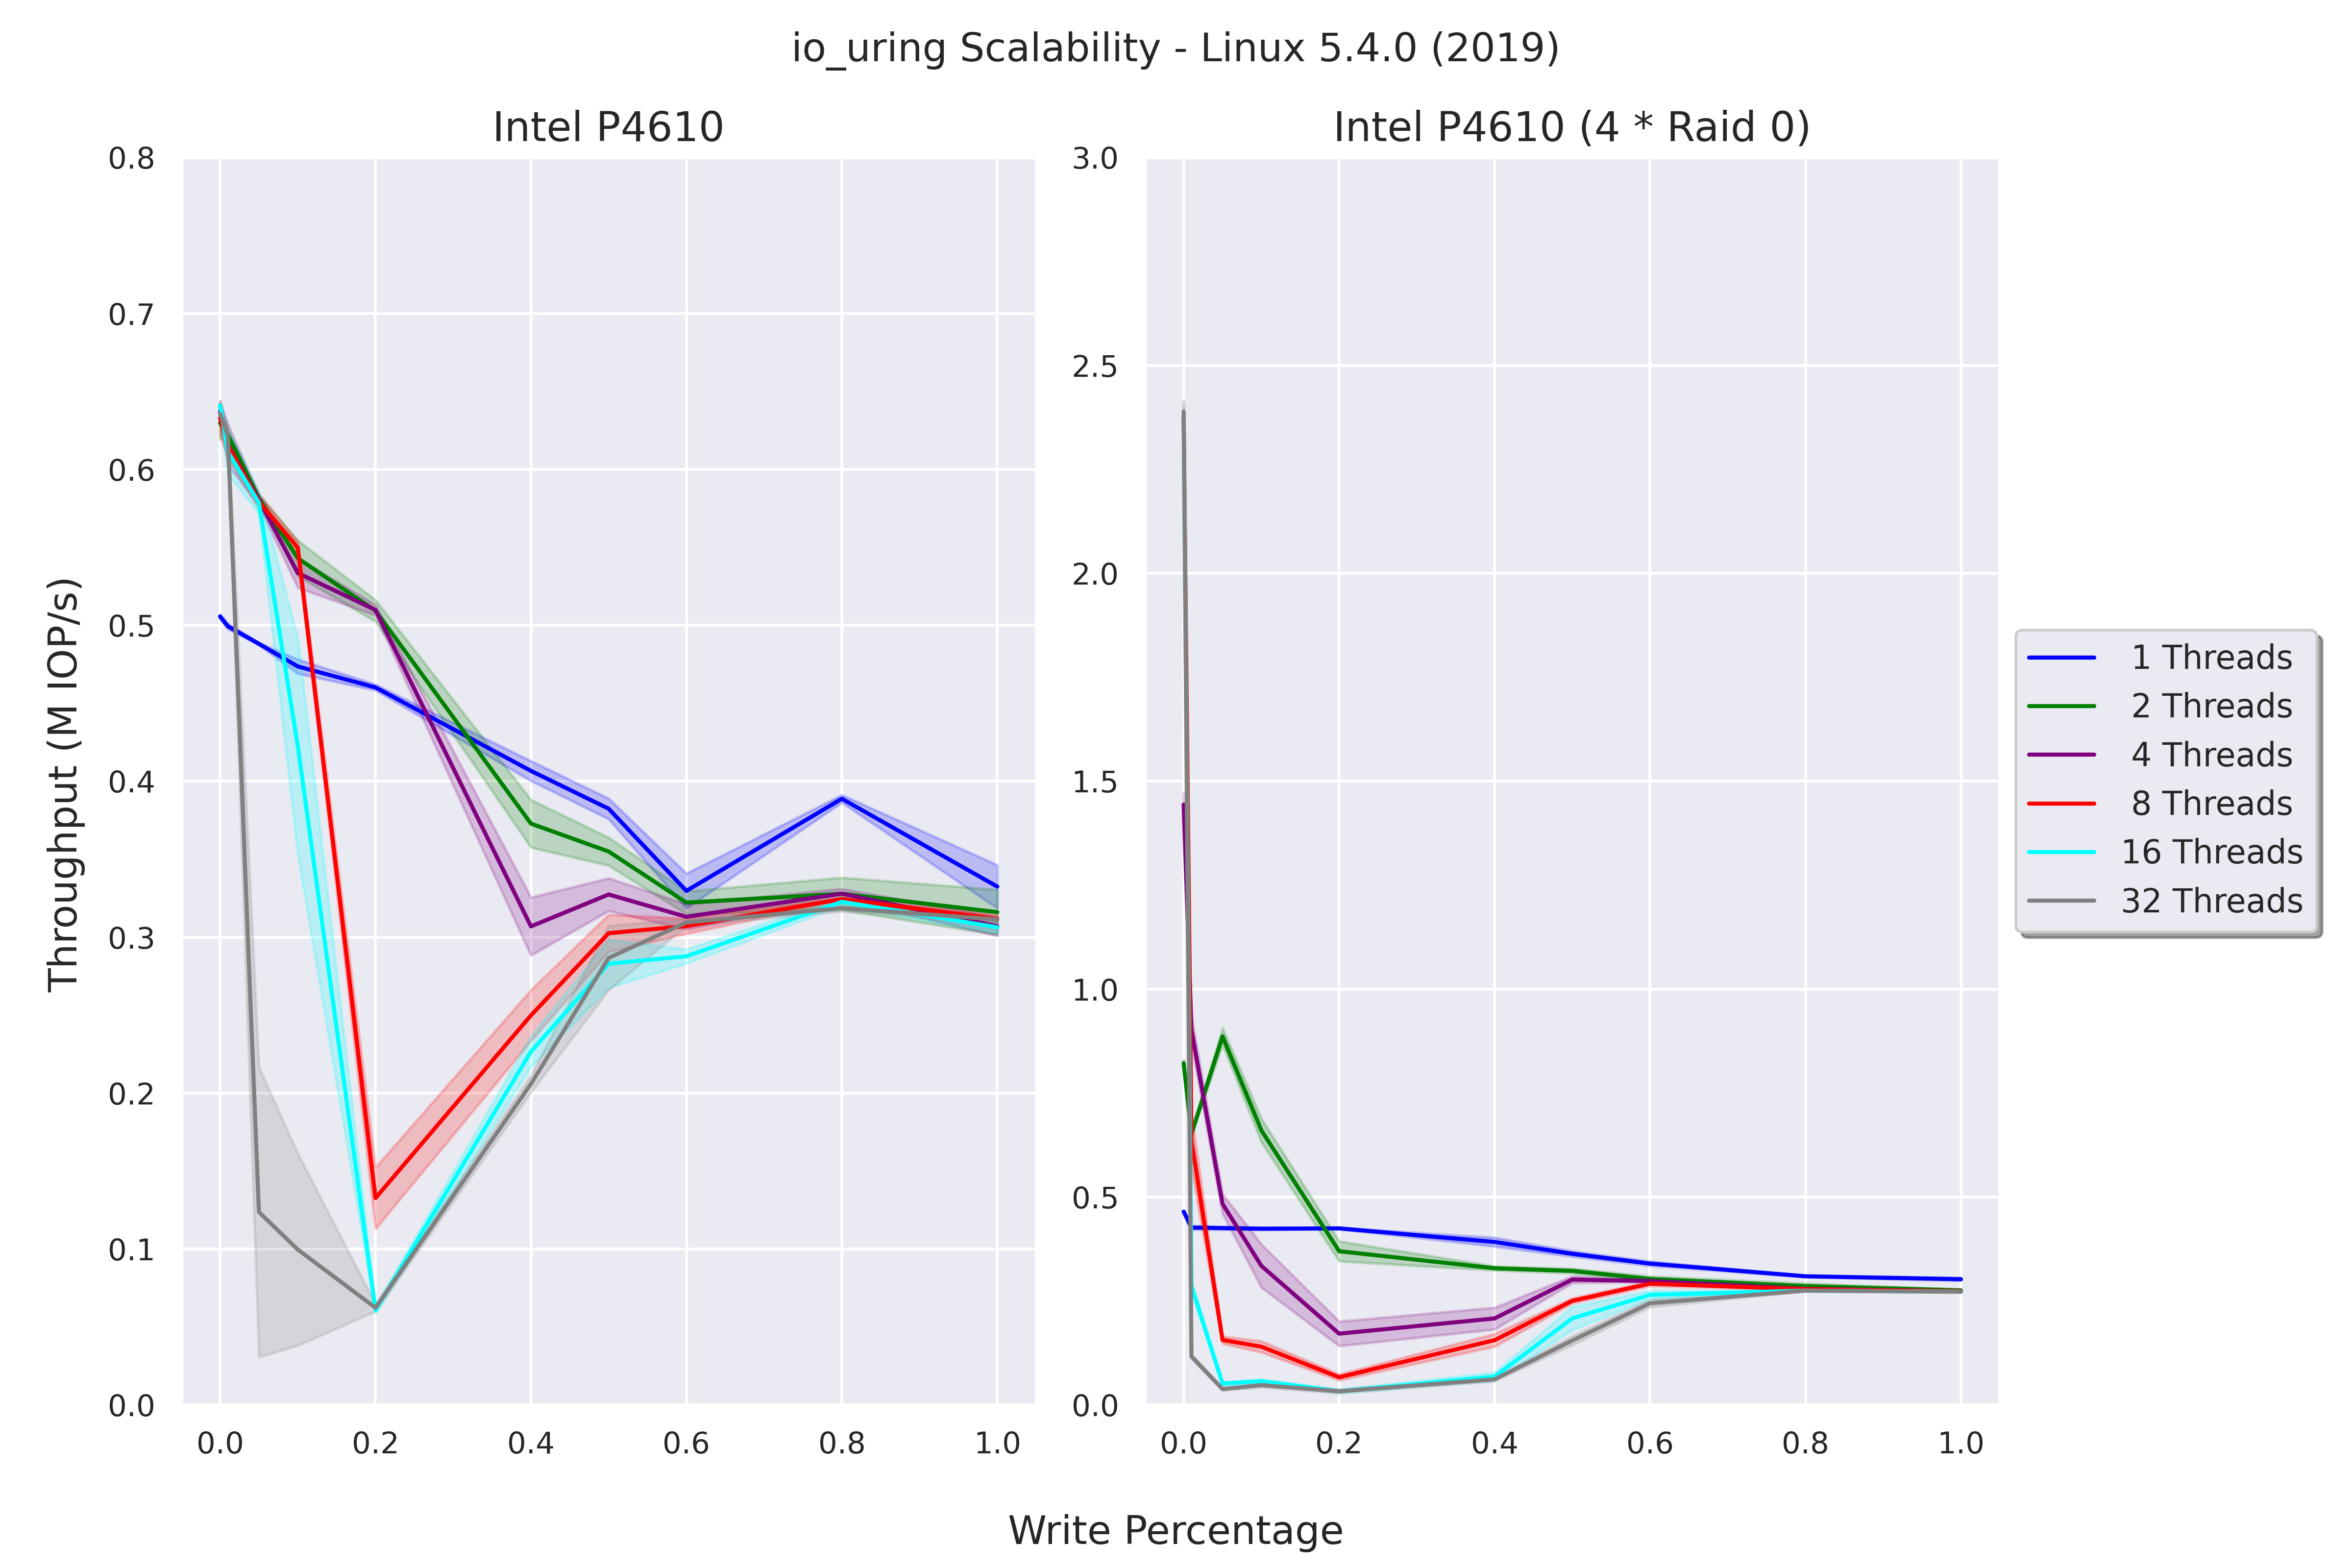 io_uring Scalability - Linux 5.4.0 (2019)
Intel P4610
Intel P4610 (4 * Raid 0)
Throughput (M IOP/s)
0.8
0.7
0.6
0.5
0.4
0.3
0.2
0.1
0.0
0.0 0.2 0.4 0.6 0.8 1.0
3.0
2.5
2.0
1.5
1.0
0.5
0.0
0.0 0.2 0.4 0.6 0.8 1.0
1 Threads
2 Threads
4 Threads
8 Threads
16 Threads
32 Threads
Write Percentage